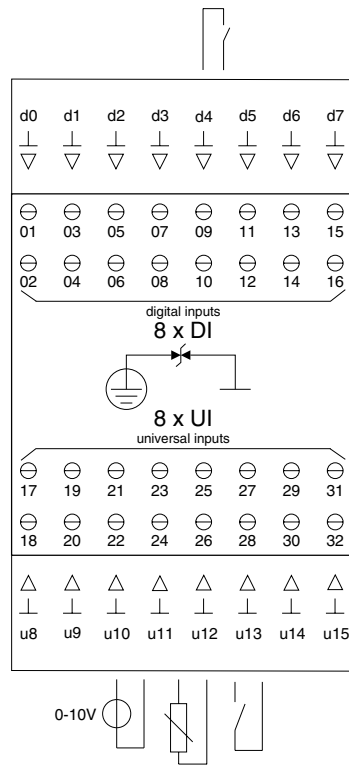 d0 d1 d2 d3 d4 d5 d6 d7
01 03 05 07 09 11 13 15
02 04 06 08 10 12 14 16
digital inputs
8 x DI
8 x UI
universal inputs
17 19 21 23 25 27 29 31
18 20 22 24 26 28 30 32
u8 u9 u10 u11 u12 u13 u14 u15
0-10V